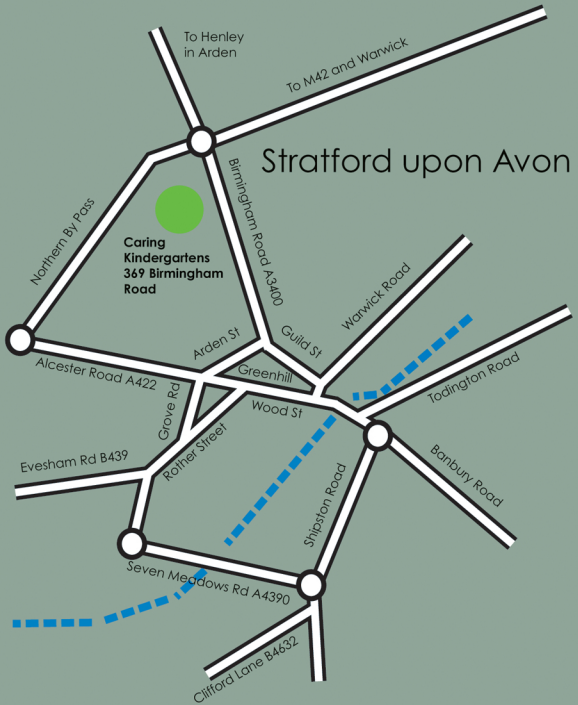 To Henley
in Arden
To M42 and Warwick
Stratford upon Avon
Northern By Pass
Birmingham Road A3400
Caring
Kindergartens
369 Birmingham
Road
Warwick Road
Arden St
Guild St
Alcester Road A422
Greenhill
Todington Road
Grove Rd
Wood St
Rother Street
Evesham Rd B439
Banbury Road
Shipston Road
Seven Meadows Rd A4390
Clifford Lane B4632